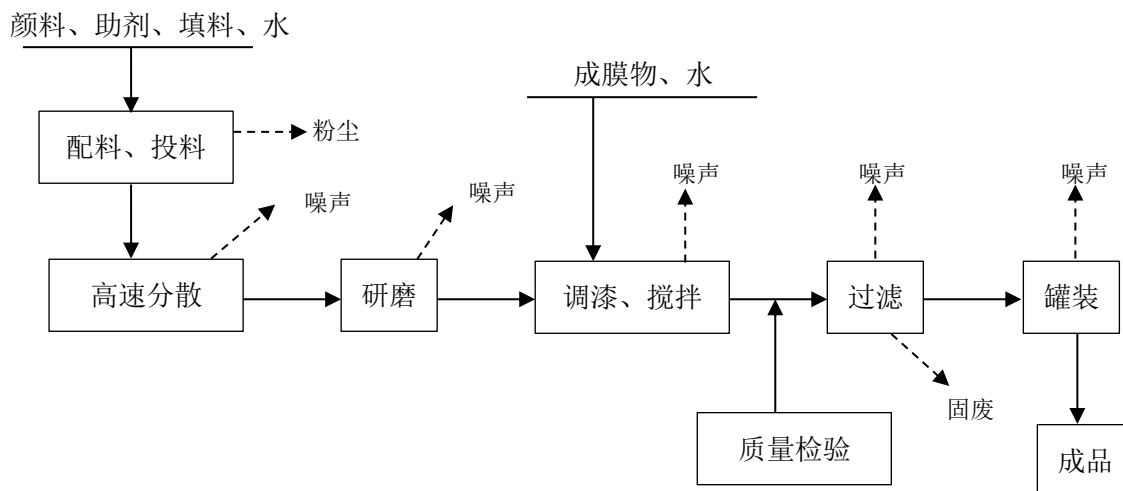 颜料、助剂、填料、水
成膜物、水
配料、投料
粉尘
噪声
噪声
噪声
噪声
噪声
高速分散
研磨
调漆、搅拌
过滤
罐装
固废
质量检验
成品